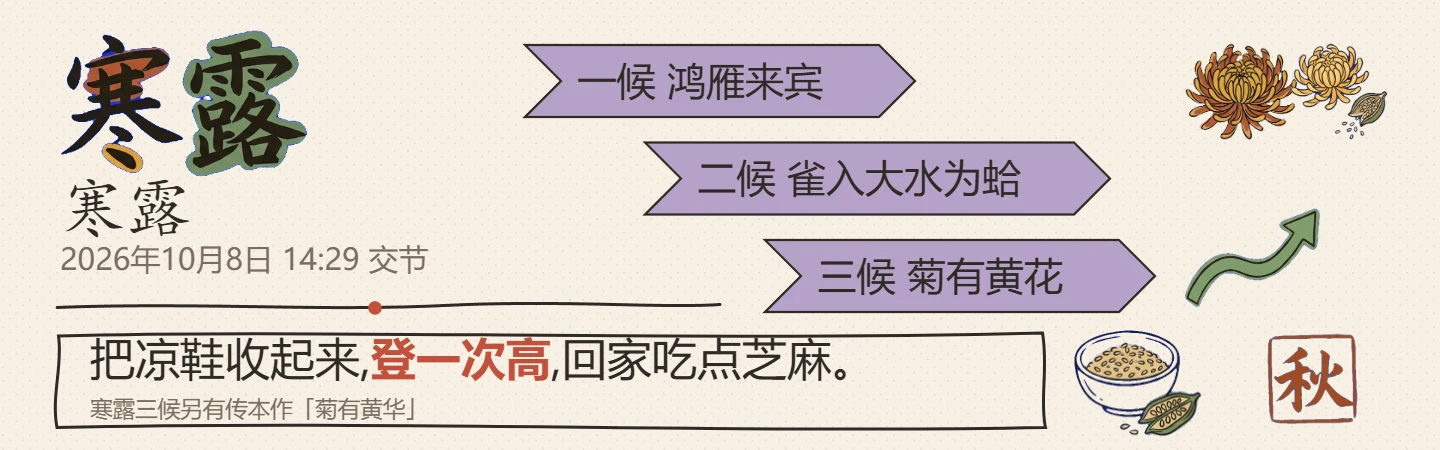 寒露
寒露
2026年10月8日 14:29 交节
一候 鸿雁来宾
二候 雀入大水为蛤
三候 菊有黄花
把凉鞋收起来,登一次高,回家吃点芝麻。
寒露三候另有传本作「菊有黄华」
秋